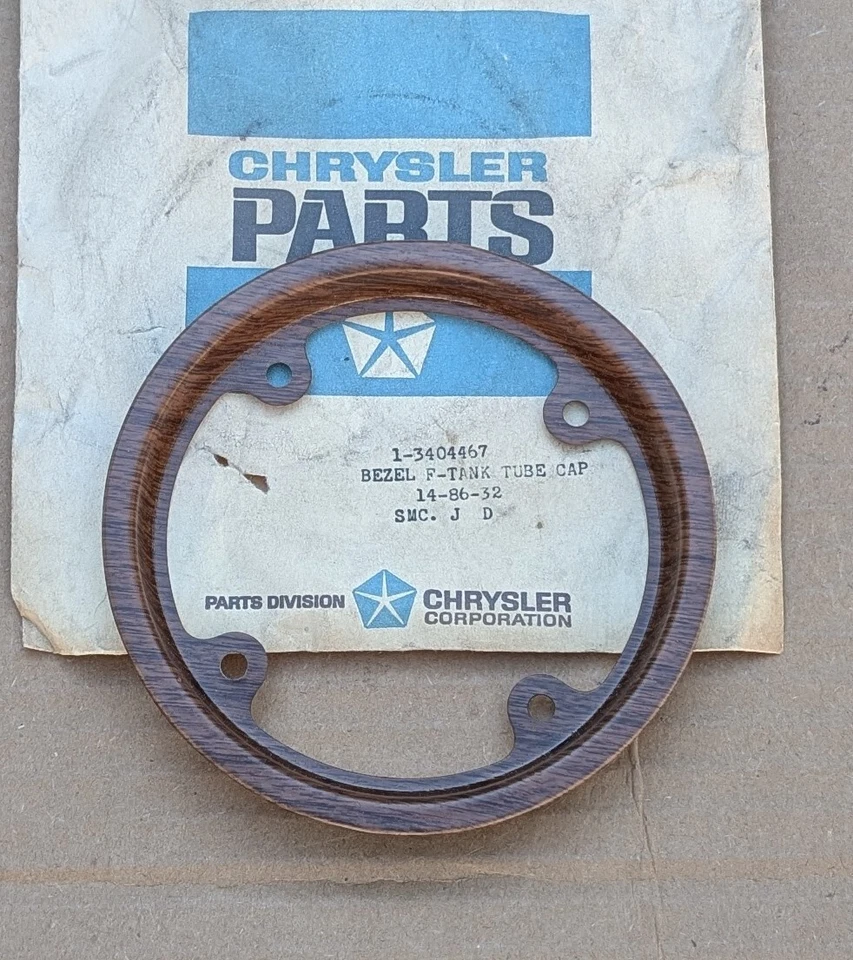 CHRYSLER
PARTS
1-3404467
BEZEL F-TANK TUBE CAP
14-86-32
SMC. J D
PARTS DIVISION CHRYSLER
CORPORATION